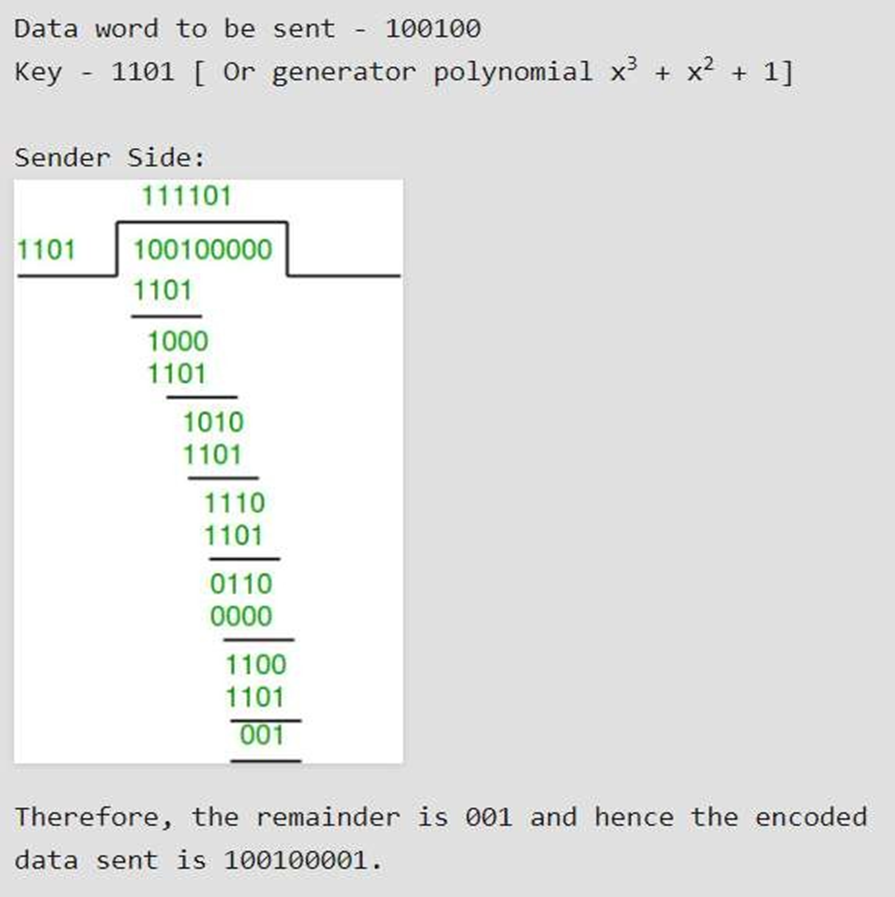 Data word to be sent - 100100
Key - 1101 [ Or generator polynomial x³ + x² + 1]
Sender Side:
111101
1101 100100000
1101
1000
1101
1010
1101
1110
1101
0110
0000
1100
1101
001
Therefore, the remainder is 001 and hence the encoded
data sent is 100100001.